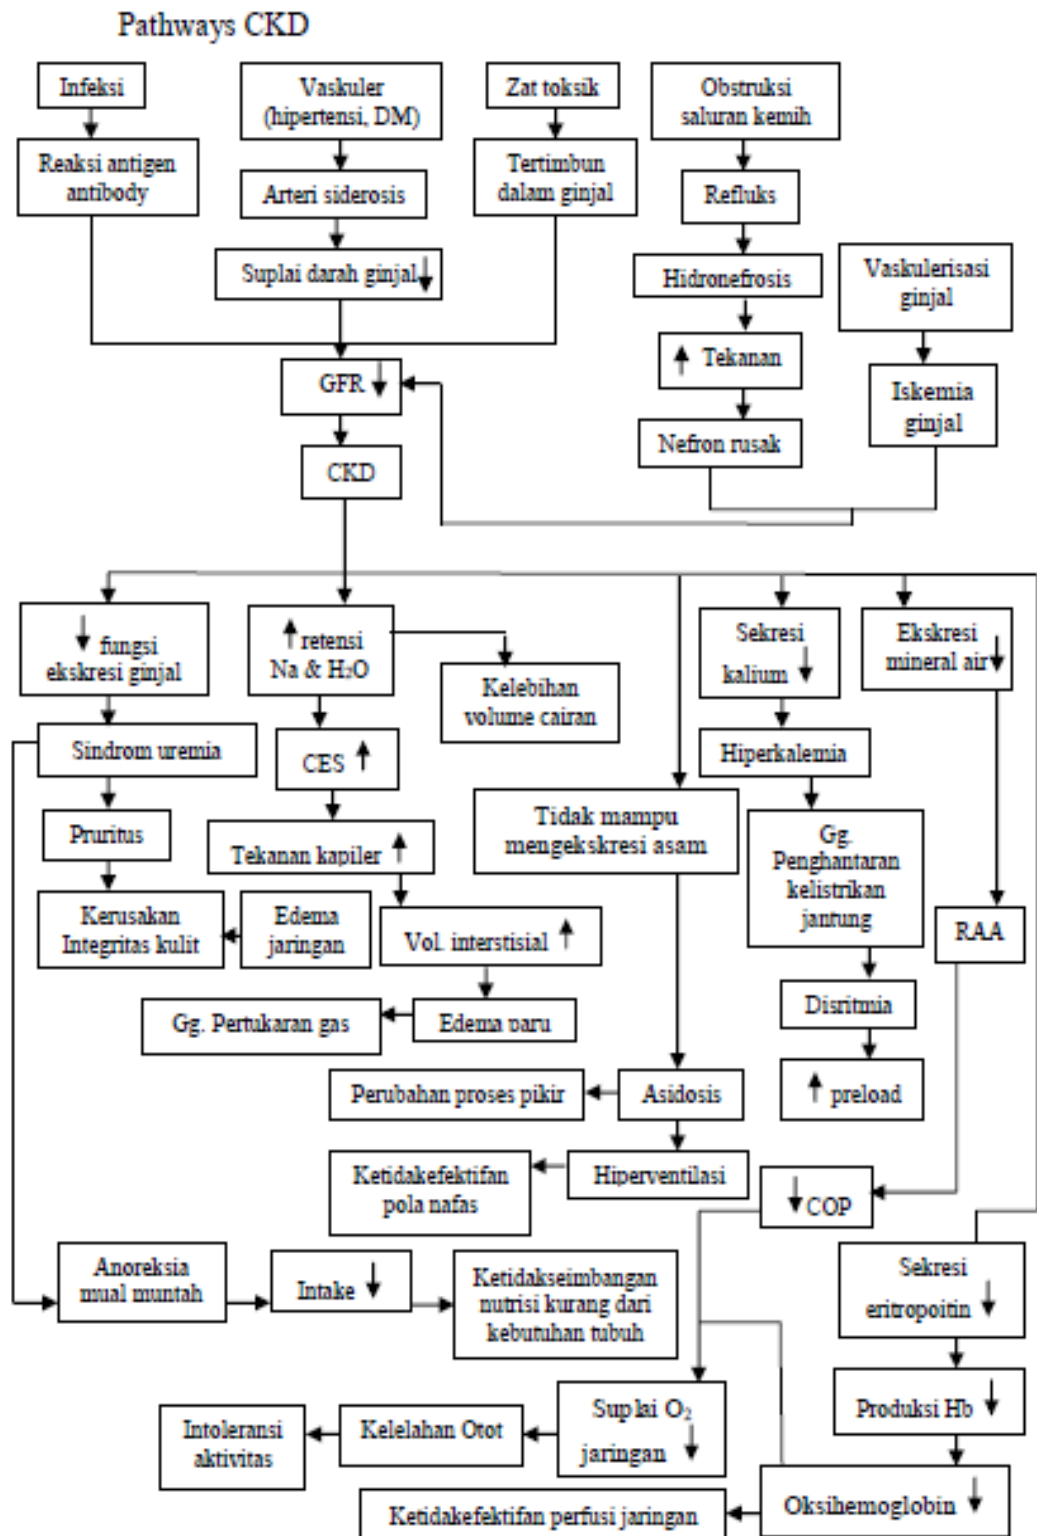 Pathways CKD
Infeksi
Vaskuler
(hipertensi, DM)
Zat toksik
Obstruksi
saluran kemih
Reaksi antigen
antibody
Arteri siderosis
Tertimbun
dalam ginjal
Refluks
Suplai darah ginjal ↓
Hidronefrosis
Vaskulerisasi
ginjal
GFR ↓
↑ Tekanan
Iskemia
ginjal
Nefron rusak
CKD
↓ fungsi
ekskresi ginjal
↑ retensi
Na & H₂O
Kelebihan
volume cairan
Sekresi
kalium ↓
Ekskresi
mineral air ↓
Sindrom uremia
CES ↑
Hiperkalemia
Pruritus
Tekanan kapiler ↑
Tidak mampu
mengekskresi asam
Gg.
Penghantaran
kelistrikan
jantung
Kerusakan
Integritas kulit
Edema
jaringan
Vol. interstisial ↑
RAA
Gg. Pertukaran gas
Edema paru
Disritmia
Perubahan proses pikir
Asidosis
↑ preload
Ketidakefektifan
pola nafas
Hiperventilasi
↓ COP
Anoreksia
mual muntah
Intake ↓
Ketidakseimbangan
nutrisi kurang dari
kebutuhan tubuh
Sekresi
eritropoitin ↓
Intoleransi
aktivitas
Kelelahan Otot
Suplai O₂
jaringan ↓
Produksi Hb ↓
Ketidakefektifan perfusi jaringan
Oksihemoglobin ↓